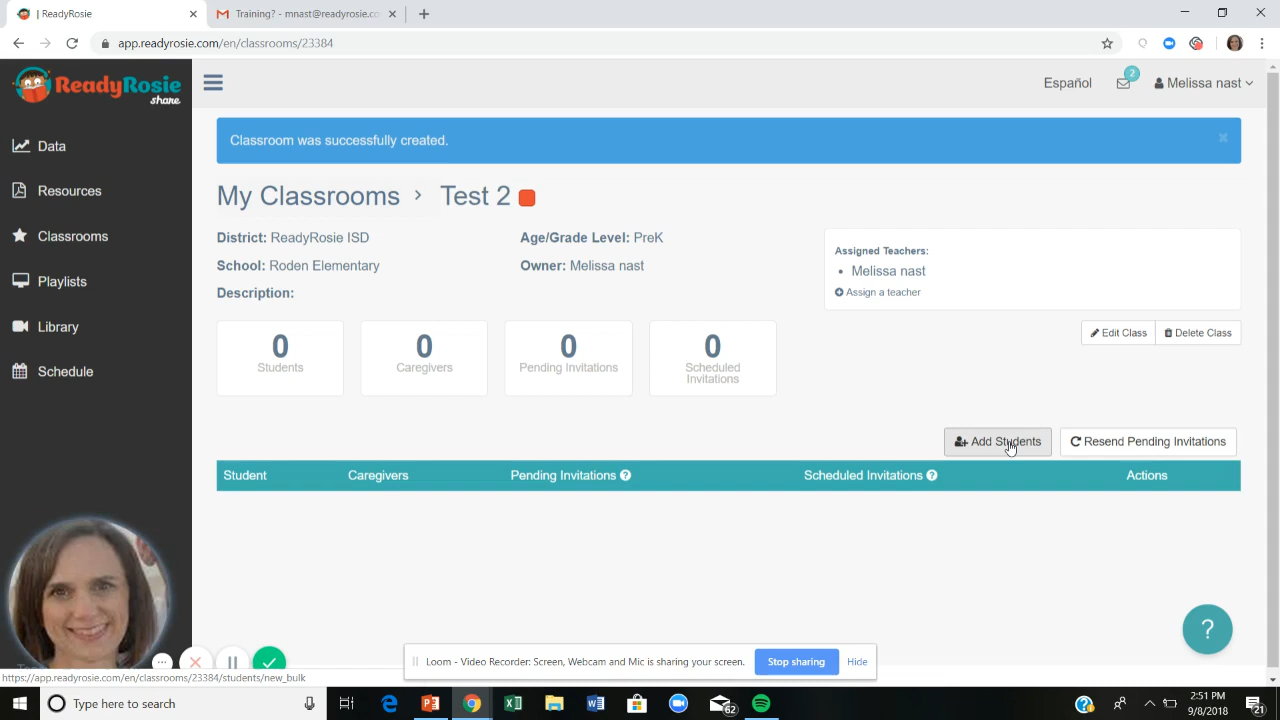 | ReadyRosie
Training? - mnast@readyrosie.co
app.readyrosie.com/en/classrooms/23384
ReadyRosie
share
Español
2
Melissa nast
Data
Resources
Classrooms
Playlists
Library
Schedule
Classroom was successfully created.
My Classrooms › Test 2
District: ReadyRosie ISD
Age/Grade Level: PreK
School: Roden Elementary
Owner: Melissa nast
Description:
Assigned Teachers:
• Melissa nast
Assign a teacher
Edit Class
Delete Class
0
Students
0
Caregivers
0
Pending Invitations
0
Scheduled
Invitations
Add Students
Resend Pending Invitations
Student Caregivers Pending Invitations ? Scheduled Invitations ? Actions
?
Loom - Video Recorder: Screen, Webcam and Mic is sharing your screen.
Stop sharing
Hide
https://app.readyrosie.com/en/classrooms/23384/students/new_bulk
Type here to search
62
2:51 PM
9/8/2018
21